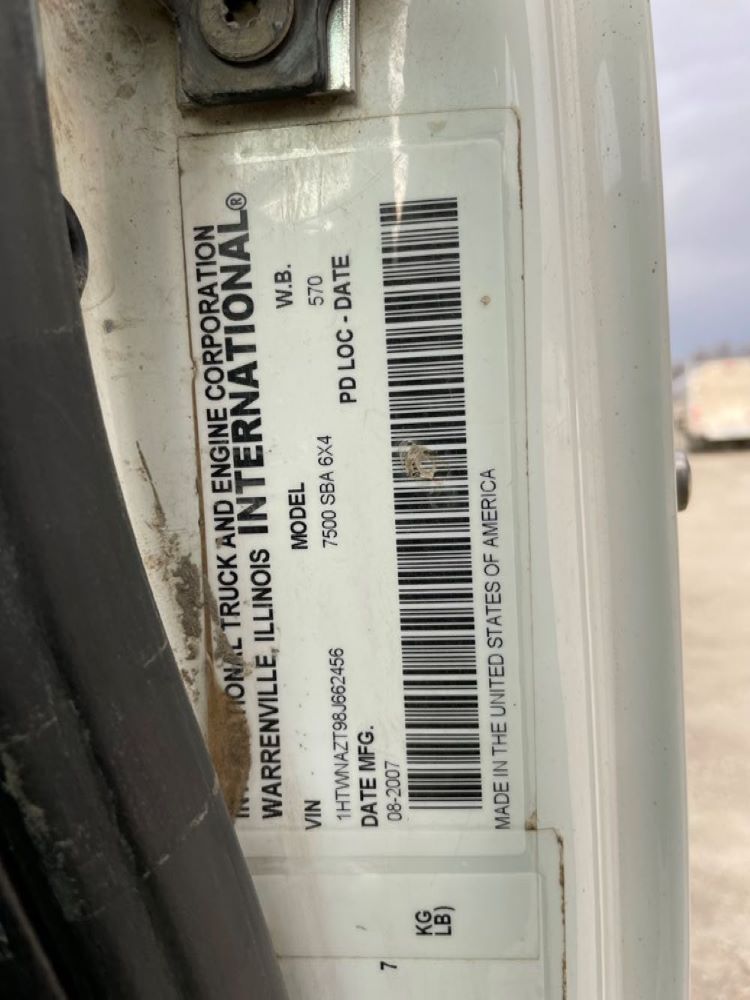 INTERNATIONAL TRUCK AND ENGINE CORPORATION
WARRENVILLE, ILLINOIS INTERNATIONAL®
VIN MODEL W.B.
1HTWNAZT98J662456 7500 SBA 6X4 570
DATE MFG. PD LOC - DATE
08-2007
MADE IN THE UNITED STATES OF AMERICA
7
KG
LB)